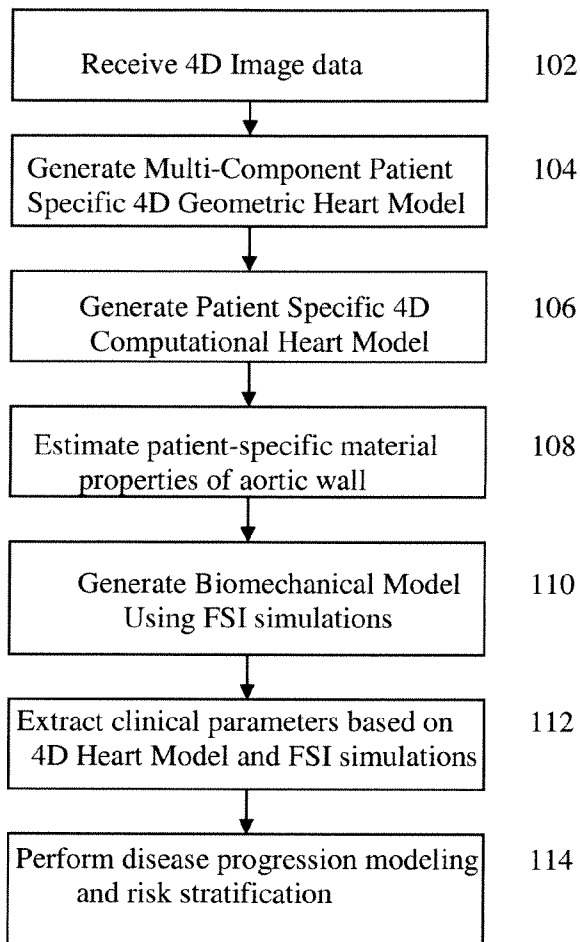 Receive 4D Image data 102
Generate Multi-Component Patient 104
Specific 4D Geometric Heart Model
Generate Patient Specific 4D 106
Computational Heart Model
Estimate patient-specific material 108
properties of aortic wall
Generate Biomechanical Model 110
Using FSI simulations
Extract clinical parameters based on 112
4D Heart Model and FSI simulations
Perform disease progression modeling 114
and risk stratification